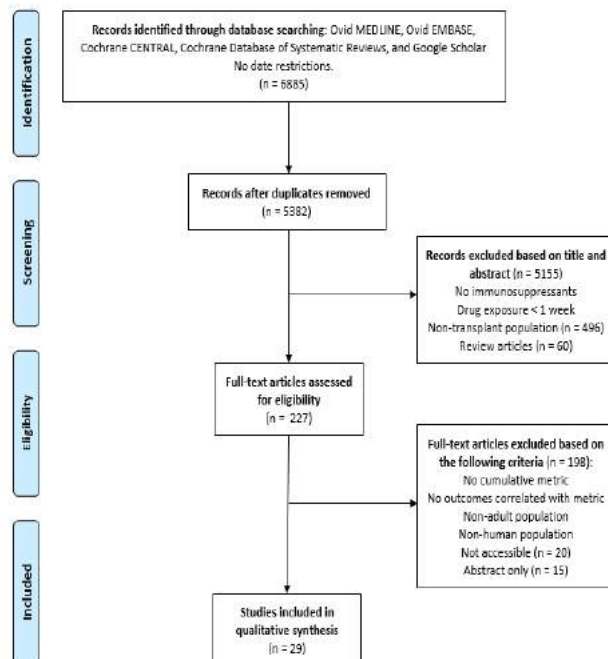 Identification
Records identified through database searching: Ovid MEDLINE, Ovid EMBASE,
Cochrane CENTRAL, Cochrane Database of Systematic Reviews, and Google Scholar
No date restrictions.
(n = 6885)
Screening
Records after duplicates removed
(n = 5382)
Records excluded based on title and
abstract (n = 5155)
No immunosuppressants
Drug exposure < 1 week
Non-transplant population (n = 496)
Review articles (n = 60)
Eligibility
Full-text articles assessed
for eligibility
(n = 227)
Full-text articles excluded based on
the following criteria (n = 198):
No cumulative metric
No outcomes correlated with metric
Non-adult population
Non-human population
Not accessible (n = 20)
Abstract only (n = 15)
Included
Studies included in
qualitative synthesis
(n = 29)